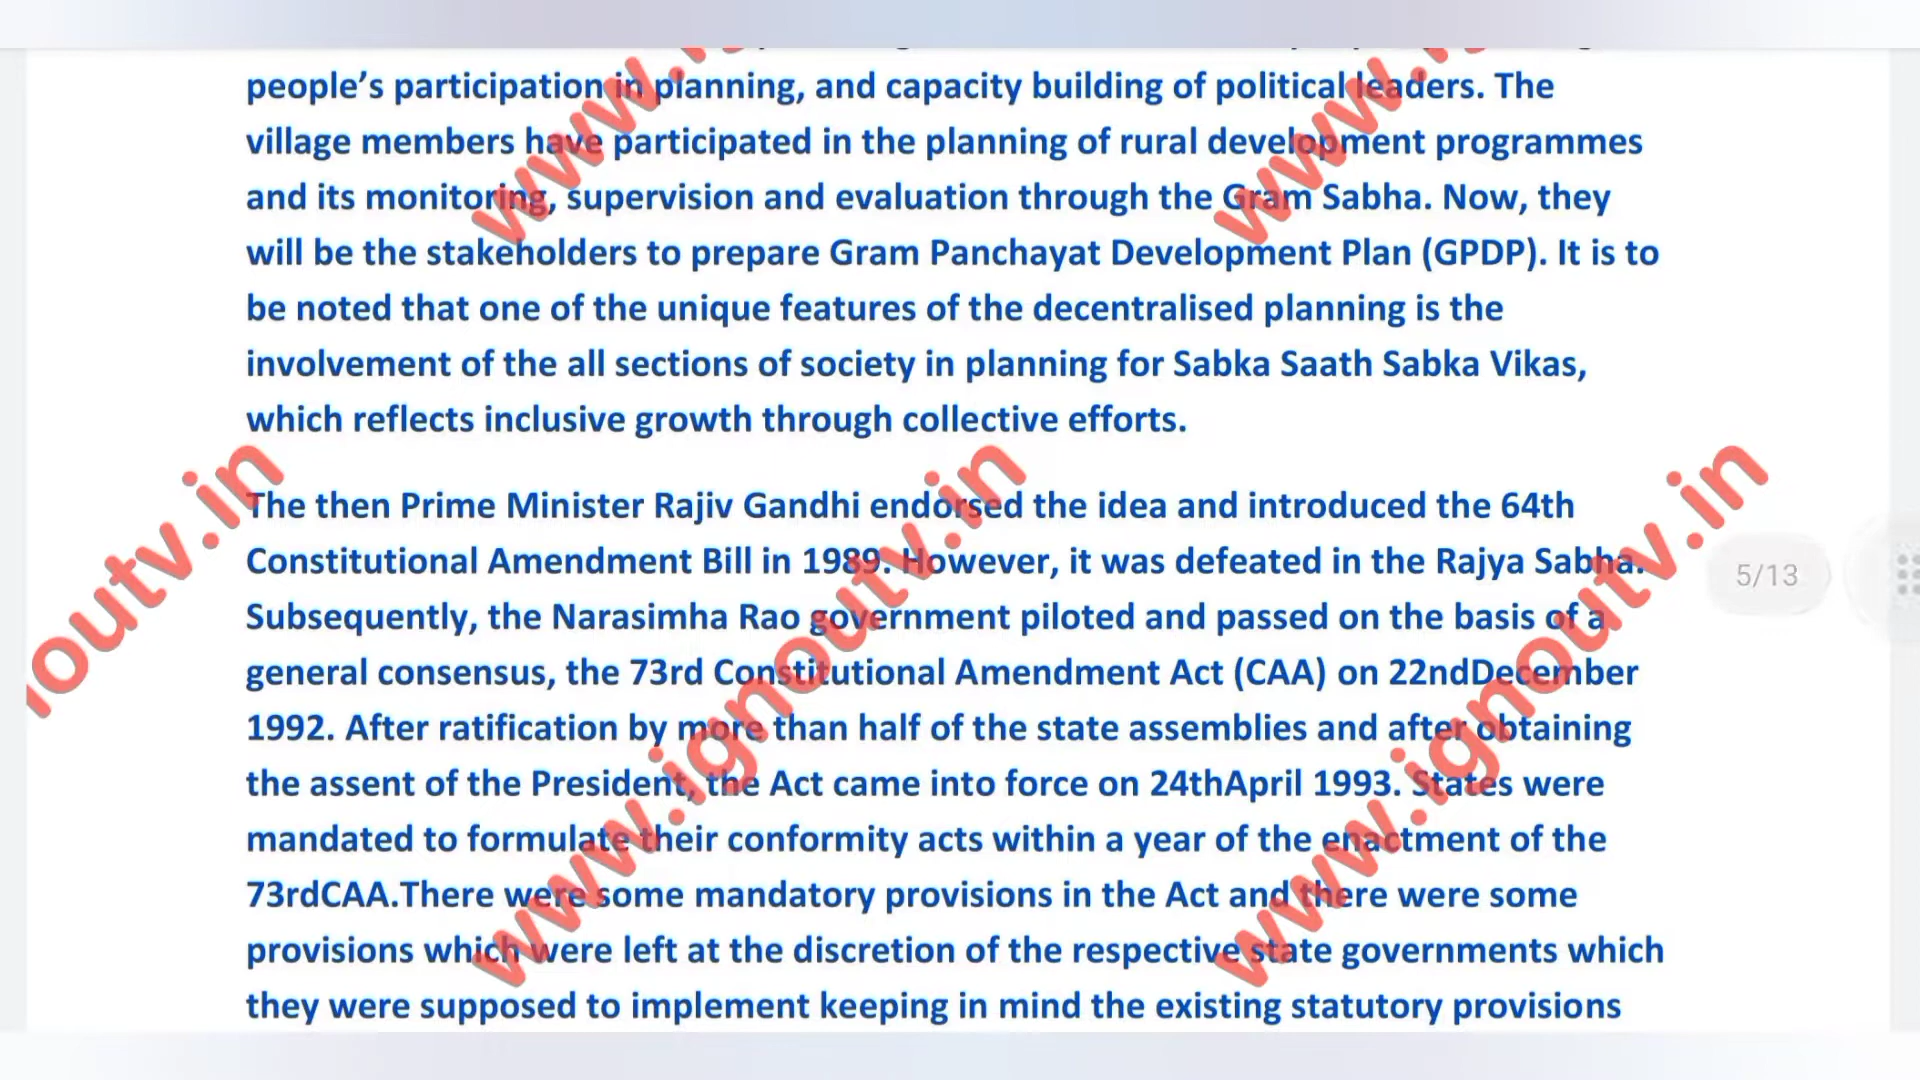 people’s participation in planning, and capacity building of political leaders. The
village members have participated in the planning of rural development programmes
and its monitoring, supervision and evaluation through the Gram Sabha. Now, they
will be the stakeholders to prepare Gram Panchayat Development Plan (GPDP). It is to
be noted that one of the unique features of the decentralised planning is the
involvement of the all sections of society in planning for Sabka Saath Sabka Vikas,
which reflects inclusive growth through collective efforts.
The then Prime Minister Rajiv Gandhi endorsed the idea and introduced the 64th
Constitutional Amendment Bill in 1989. However, it was defeated in the Rajya Sabha.
Subsequently, the Narasimha Rao government piloted and passed on the basis of a
general consensus, the 73rd Constitutional Amendment Act (CAA) on 22ndDecember
1992. After ratification by more than half of the state assemblies and after obtaining
the assent of the President, the Act came into force on 24thApril 1993. States were
mandated to formulate their conformity acts within a year of the enactment of the
73rdCAA.There were some mandatory provisions in the Act and there were some
provisions which were left at the discretion of the respective state governments which
they were supposed to implement keeping in mind the existing statutory provisions
5/13
www.ignoutv.in
www.ignoutv.in